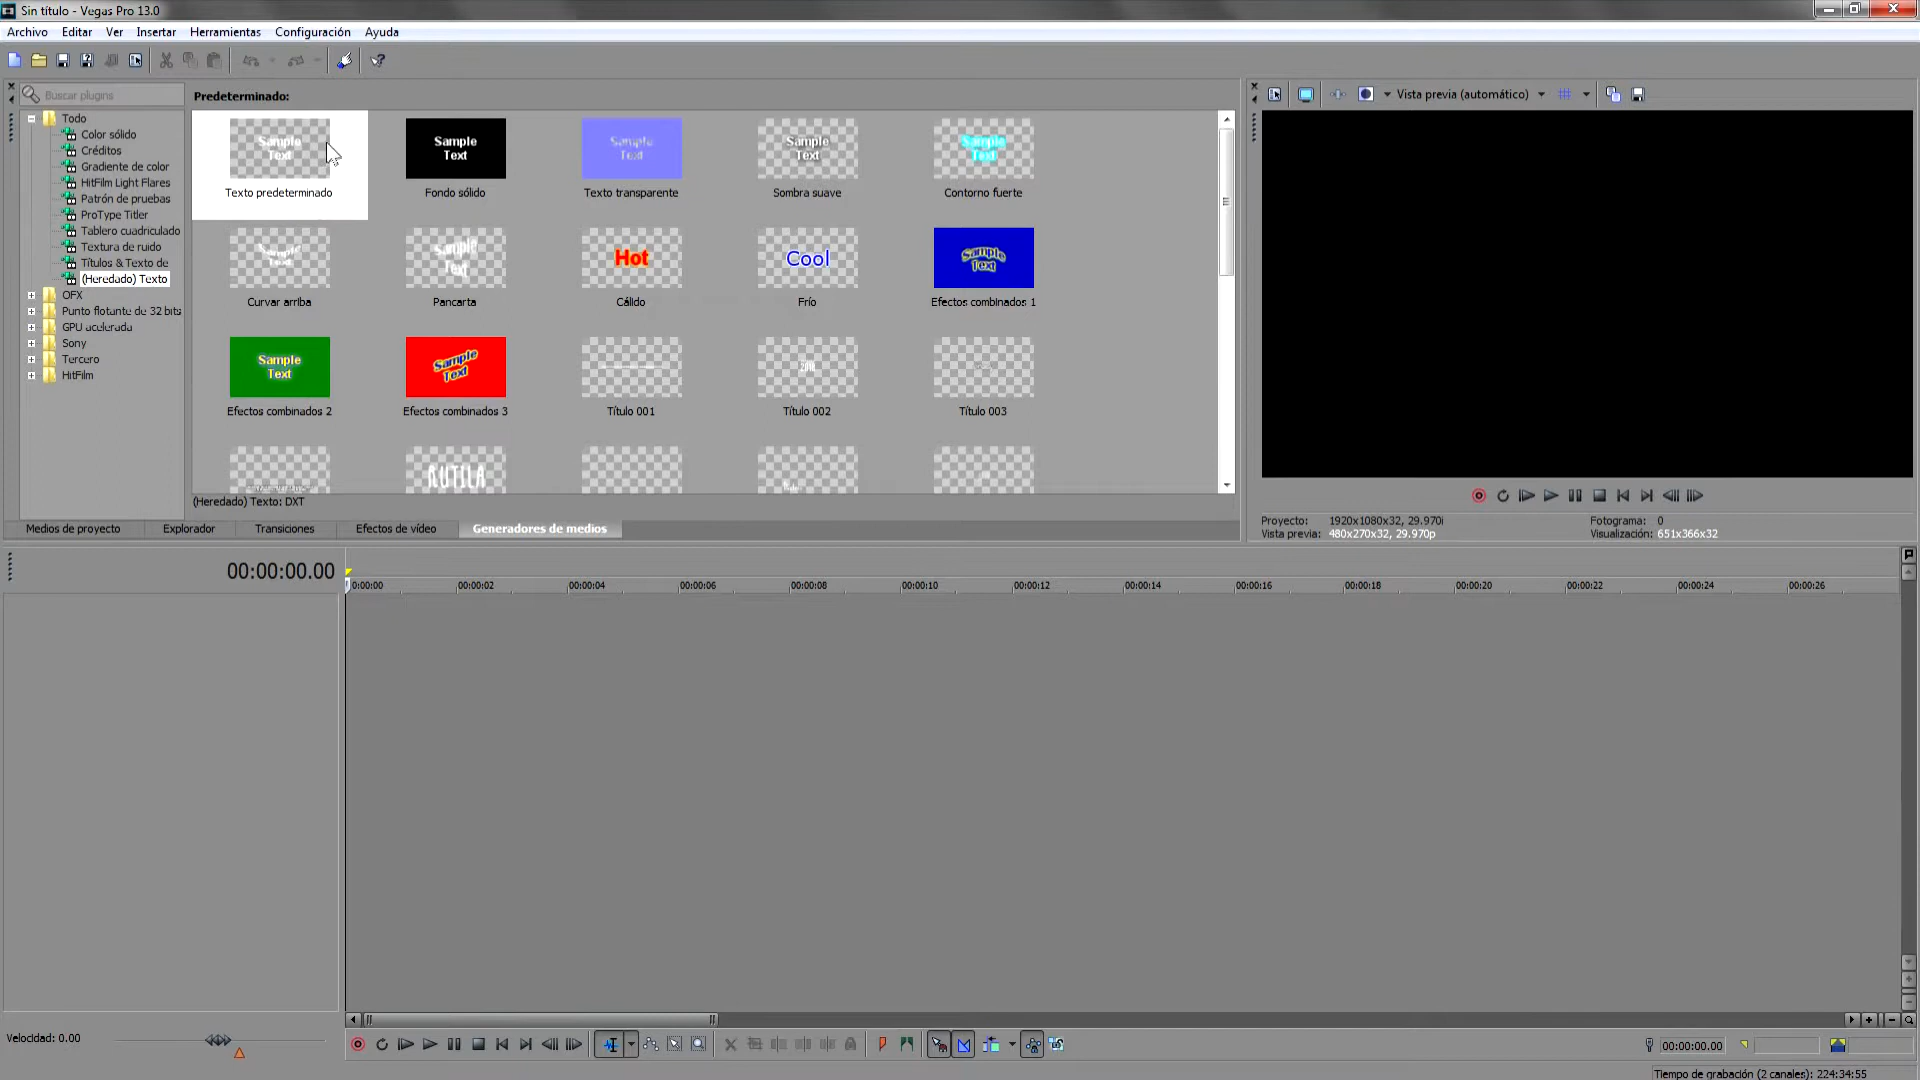 Sin título - Vegas Pro 13.0
Archivo Editar Ver Insertar Herramientas Configuración Ayuda
Buscar plugins
Predeterminado:
Todo
Color sólido
Créditos
Gradiente de color
HitFilm Light Flares
Patrón de pruebas
ProType Titler
Tablero cuadriculado
Textura de ruido
Títulos & Texto de
(Heredado) Texto
OFX
Punto flotante de 32 bits
GPU acelerada
Sony
Tercero
HitFilm
Sample Text
Texto predeterminado
Sample Text
Fondo sólido
Sample Text
Texto transparente
Sample Text
Sombra suave
Sample Text
Contorno fuerte
Sample Text
Curvar arriba
Sample Text
Pancarta
Hot
Cálido
Cool
Frío
Sample Text
Efectos combinados 1
Sample Text
Efectos combinados 2
Sample Text
Efectos combinados 3
Título 001
Título 002
Título 003
RUTILA
(Heredado) Texto: DXT
Medios de proyecto Explorador Transiciones Efectos de vídeo Generadores de medios
Vista previa (automático)
Proyecto: 1920x1080x32, 29.970i Fotograma: 0
Vista previa: 480x270x32, 29.970p Visualización: 651x366x32
00:00:00.00
0:00:00 00:00:02 00:00:04 00:00:06 00:00:08 00:00:10 00:00:12 00:00:14 00:00:16 00:00:18 00:00:20 00:00:22 00:00:24 00:00:26
Velocidad: 0.00
00:00:00.00
Tiempo de grabación (2 canales): 224:34:55